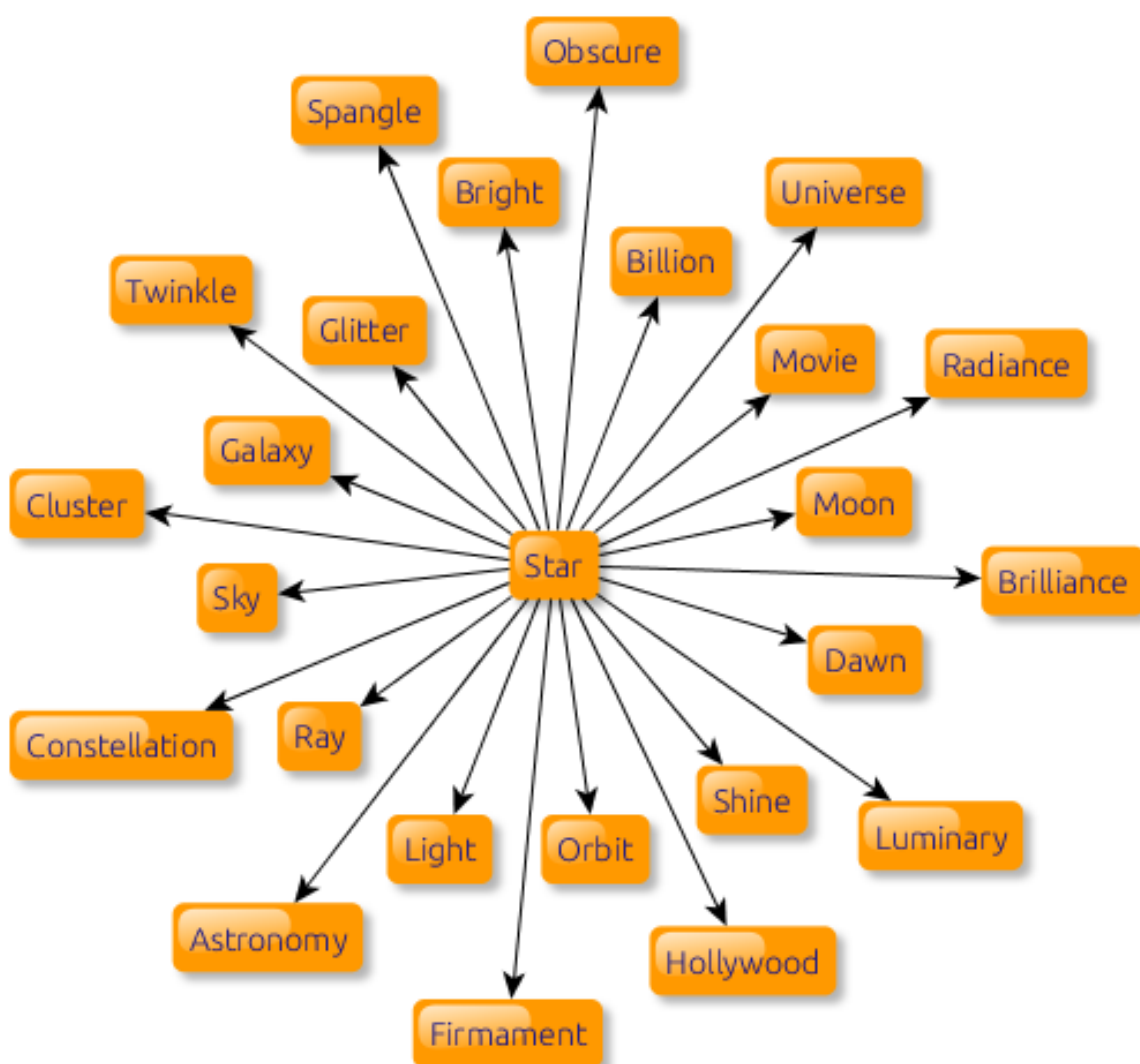 Obscure
Spangle
Bright
Universe
Billion
Twinkle
Glitter
Movie
Radiance
Galaxy
Cluster
Moon
Star
Brilliance
Sky
Dawn
Constellation
Ray
Shine
Luminary
Light
Orbit
Astronomy
Hollywood
Firmament